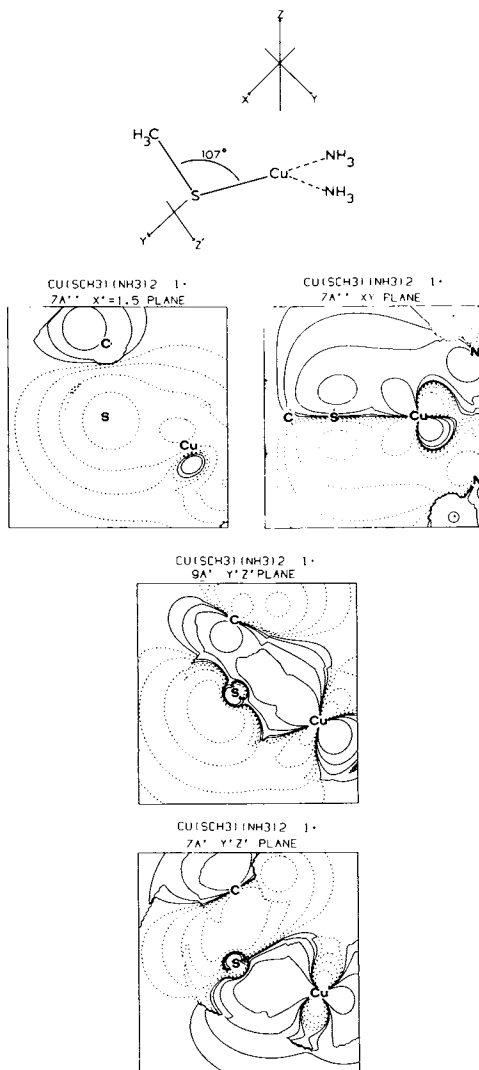 Z
X
Y
H₃C
107°
Cu
NH₃
NH₃
S
Y'
Z'
CU(SCH3)(NH3)2 1+
7A'' X'=1.5 PLANE
C
S
Cu
CU(SCH3)(NH3)2 1+
7A'' XY PLANE
N
C
S
Cu
N
CU(SCH3)(NH3)2 1+
9A' Y'Z'PLANE
C
S
Cu
CU(SCH3)(NH3)2 1+
7A' Y'Z' PLANE
C
S
Cu